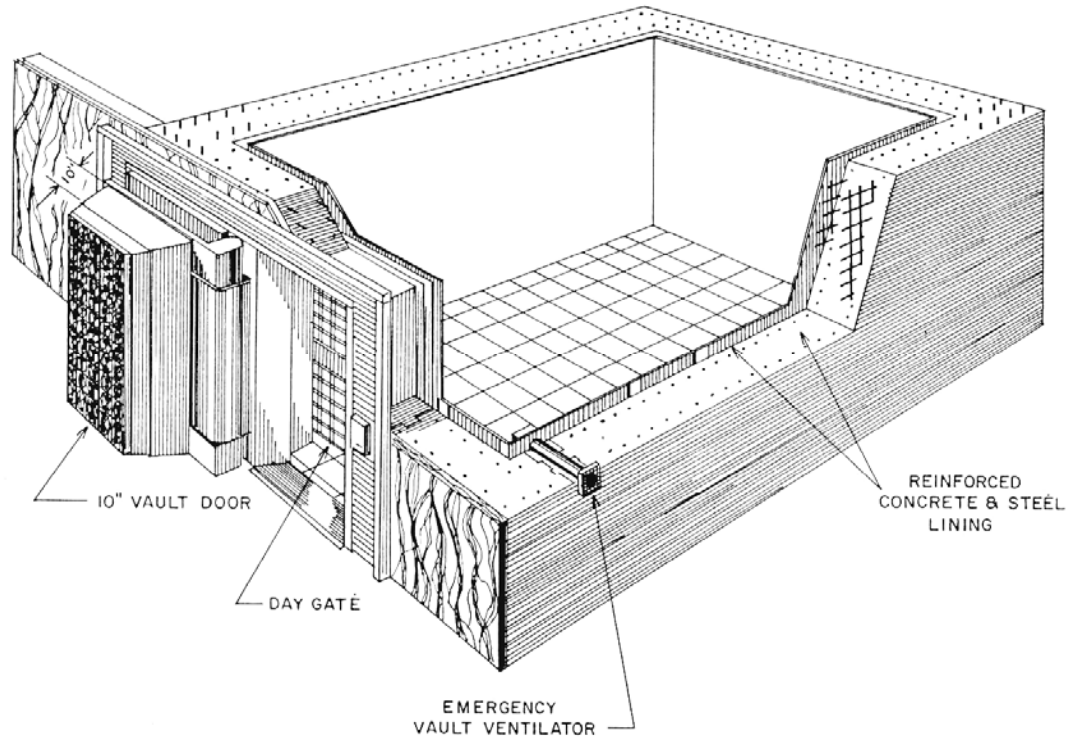 10"
10" VAULT DOOR
DAY GATE
EMERGENCY
VAULT VENTILATOR
REINFORCED
CONCRETE & STEEL
LINING